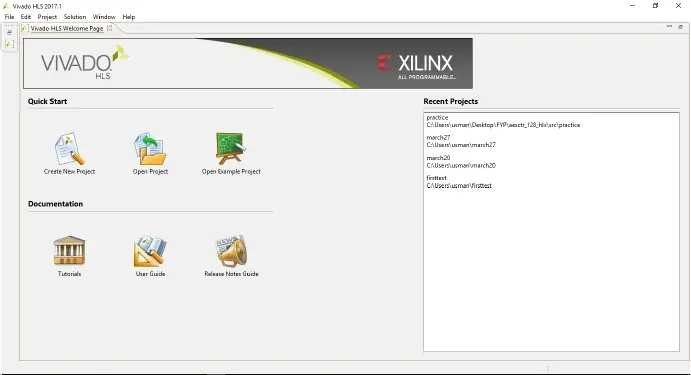 Vivado HLS 2017.1
File Edit Project Solution Window Help
Vivado HLS Welcome Page
VIVADO.
HLS
XILINX
ALL PROGRAMMABLE™
Quick Start
Create New Project
Open Project
Open Example Project
Documentation
Tutorials
User Guide
Release Notes Guide
Recent Projects
practice
C:\Users\usman\Desktop\FYP\aesctr_128_hls\src\practice
march27
C:\Users\usman\march27
march20
C:\Users\usman\march20
firsttest
C:\Users\usman\firsttest